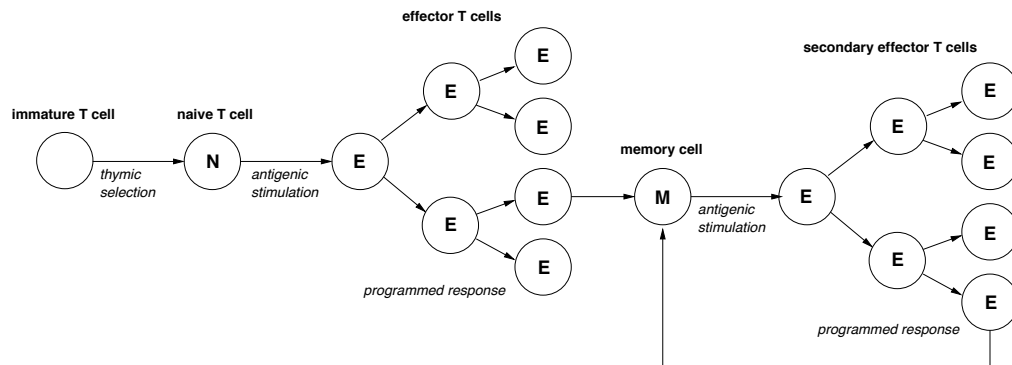 effector T cells
secondary effector T cells
immature T cell
naive T cell
memory cell
N
E
E
E
E
E
E
E
M
E
E
E
E
E
E
E
thymic
selection
antigenic
stimulation
antigenic
stimulation
programmed response
programmed response